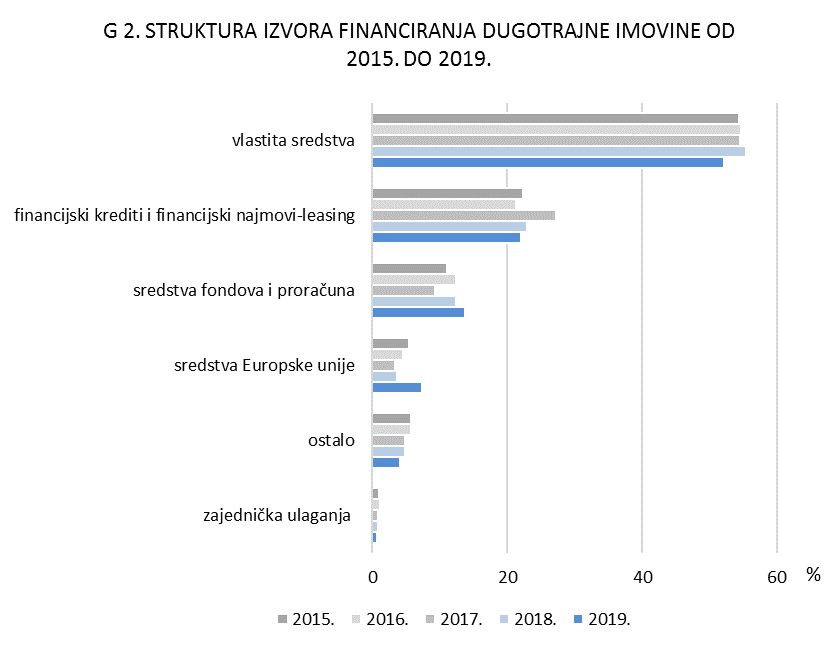 G 2. STRUKTURA IZVORA FINANCIRANJA DUGOTRAJNE IMOVINE OD
2015. DO 2019.
vlastita sredstva
financijski krediti i financijski najmovi-leasing
sredstva fondova i proračuna
sredstva Europske unije
ostalo
zajednička ulaganja
0 20 40 60 %
2015. 2016. 2017. 2018. 2019.